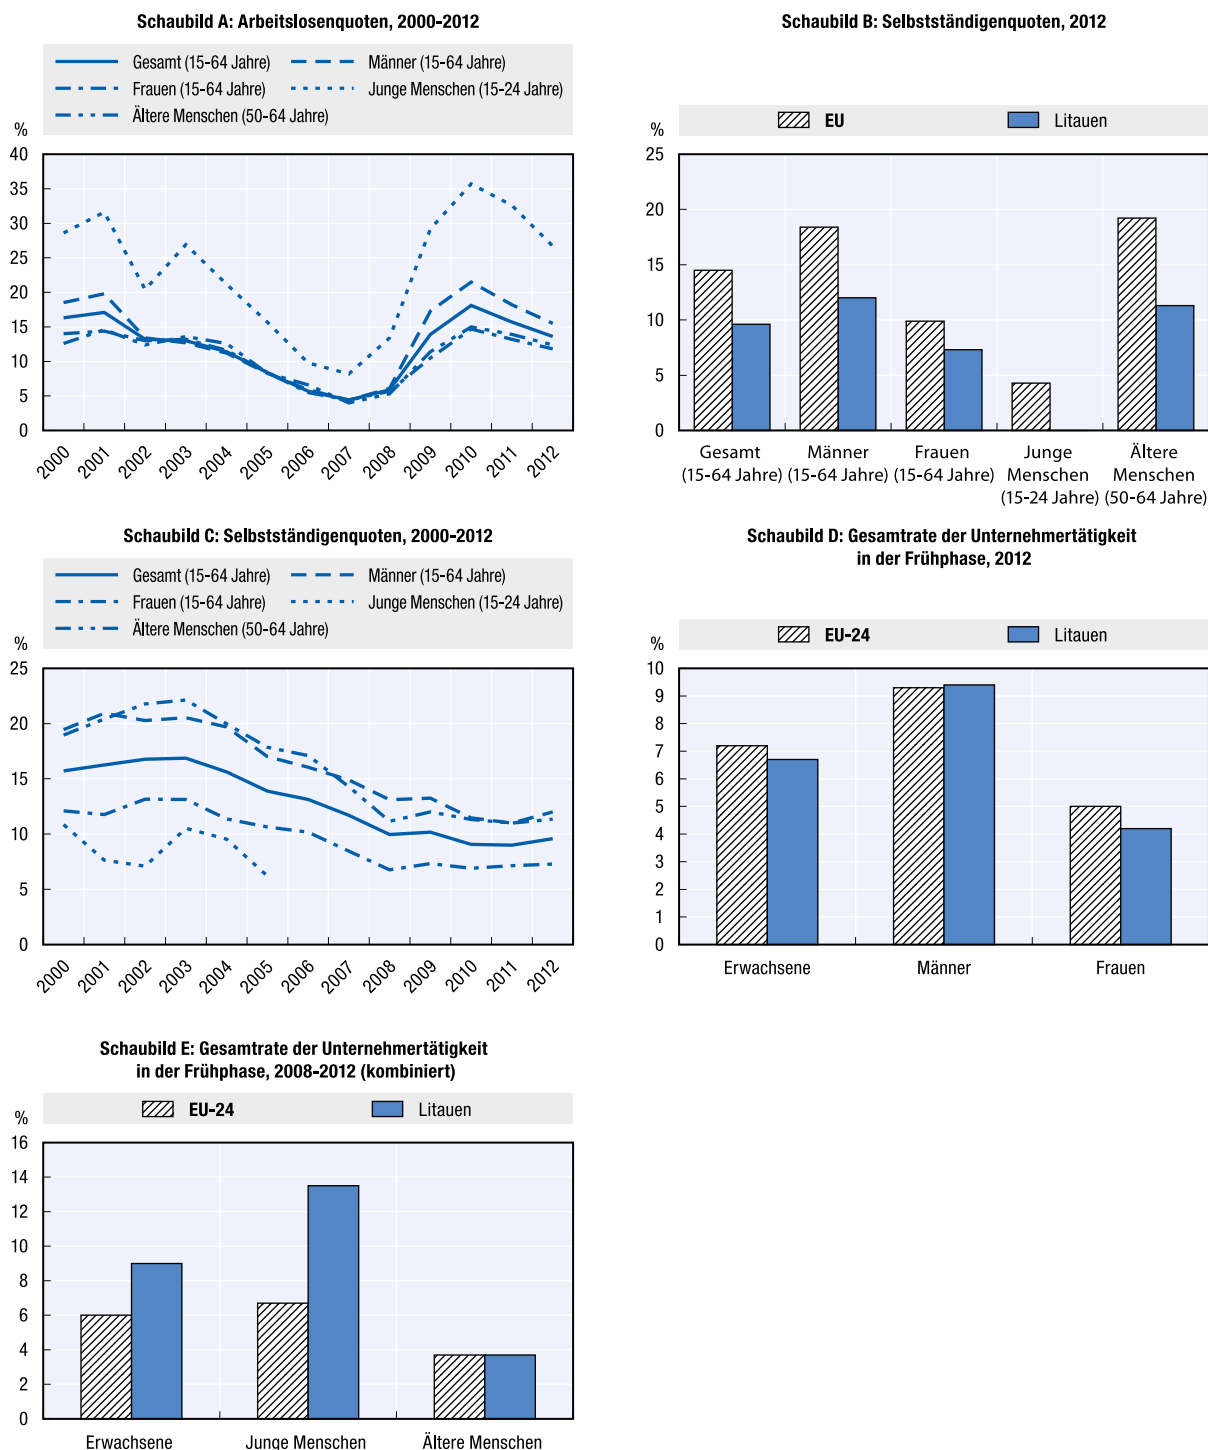 Schaubild A: Arbeitslosenquoten, 2000-2012
Gesamt (15-64 Jahre)
Männer (15-64 Jahre)
Frauen (15-64 Jahre)
Junge Menschen (15-24 Jahre)
Ältere Menschen (50-64 Jahre)
%
40
35
30
25
20
15
10
5
0
2000
2001
2002
2003
2004
2005
2006
2007
2008
2009
2010
2011
2012
Schaubild B: Selbstständigenquoten, 2012
EU
Litauen
%
25
20
15
10
5
0
Gesamt
(15-64 Jahre)
Männer
(15-64 Jahre)
Frauen
(15-64 Jahre)
Junge
Menschen
(15-24 Jahre)
Ältere
Menschen
(50-64 Jahre)
Schaubild C: Selbstständigenquoten, 2000-2012
Gesamt (15-64 Jahre)
Männer (15-64 Jahre)
Frauen (15-64 Jahre)
Junge Menschen (15-24 Jahre)
Ältere Menschen (50-64 Jahre)
%
25
20
15
10
5
0
2000
2001
2002
2003
2004
2005
2006
2007
2008
2009
2010
2011
2012
Schaubild D: Gesamtrate der Unternehmertätigkeit
in der Frühphase, 2012
EU-24
Litauen
%
10
9
8
7
6
5
4
3
2
1
0
Erwachsene
Männer
Frauen
Schaubild E: Gesamtrate der Unternehmertätigkeit
in der Frühphase, 2008-2012 (kombiniert)
EU-24
Litauen
%
16
14
12
10
8
6
4
2
0
Erwachsene
Junge Menschen
Ältere Menschen